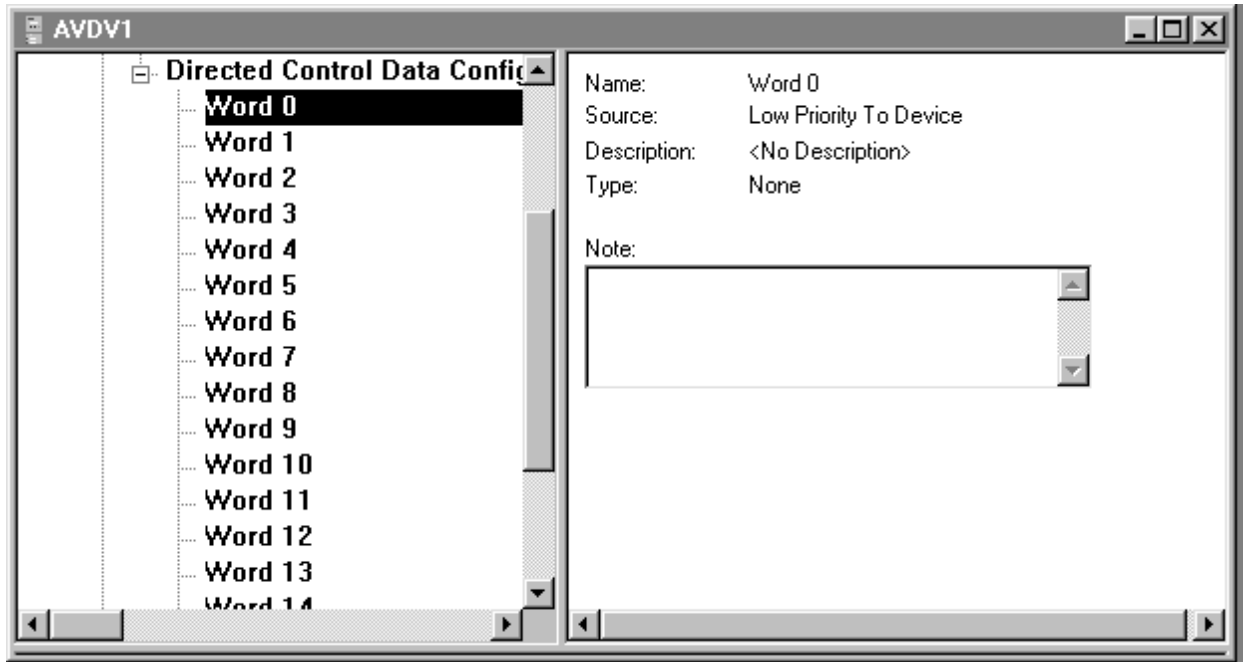 AVDV1
Directed Control Data Config
Word 0
Word 1
Word 2
Word 3
Word 4
Word 5
Word 6
Word 7
Word 8
Word 9
Word 10
Word 11
Word 12
Word 13
Word 14
Name: Word 0
Source: Low Priority To Device
Description: <No Description>
Type: None
Note: